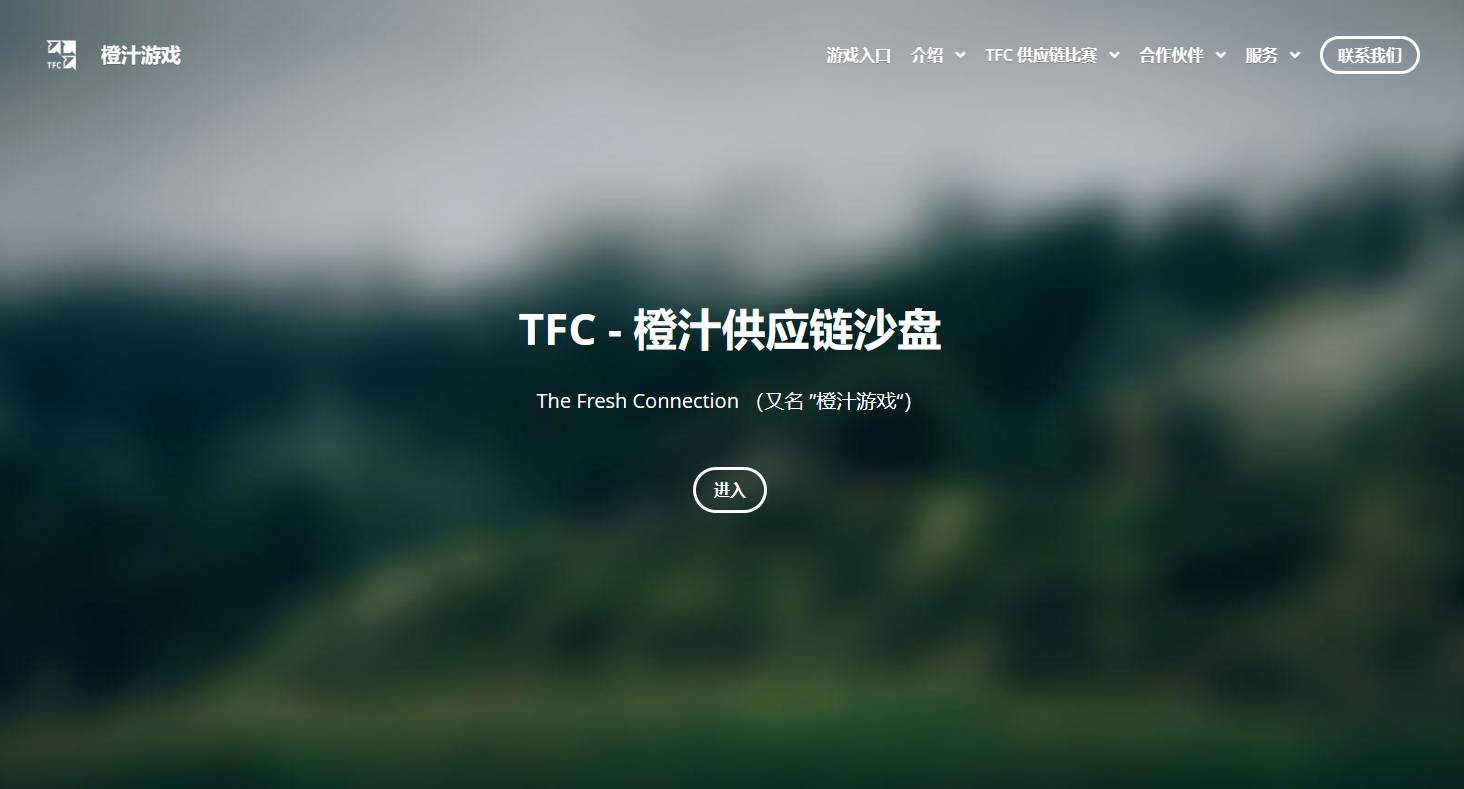 TFC
橙汁游戏
游戏入口 介绍 TFC 供应链比赛 合作伙伴 服务 联系我们
TFC - 橙汁供应链沙盘
The Fresh Connection （又名 ”橙汁游戏“）
进入